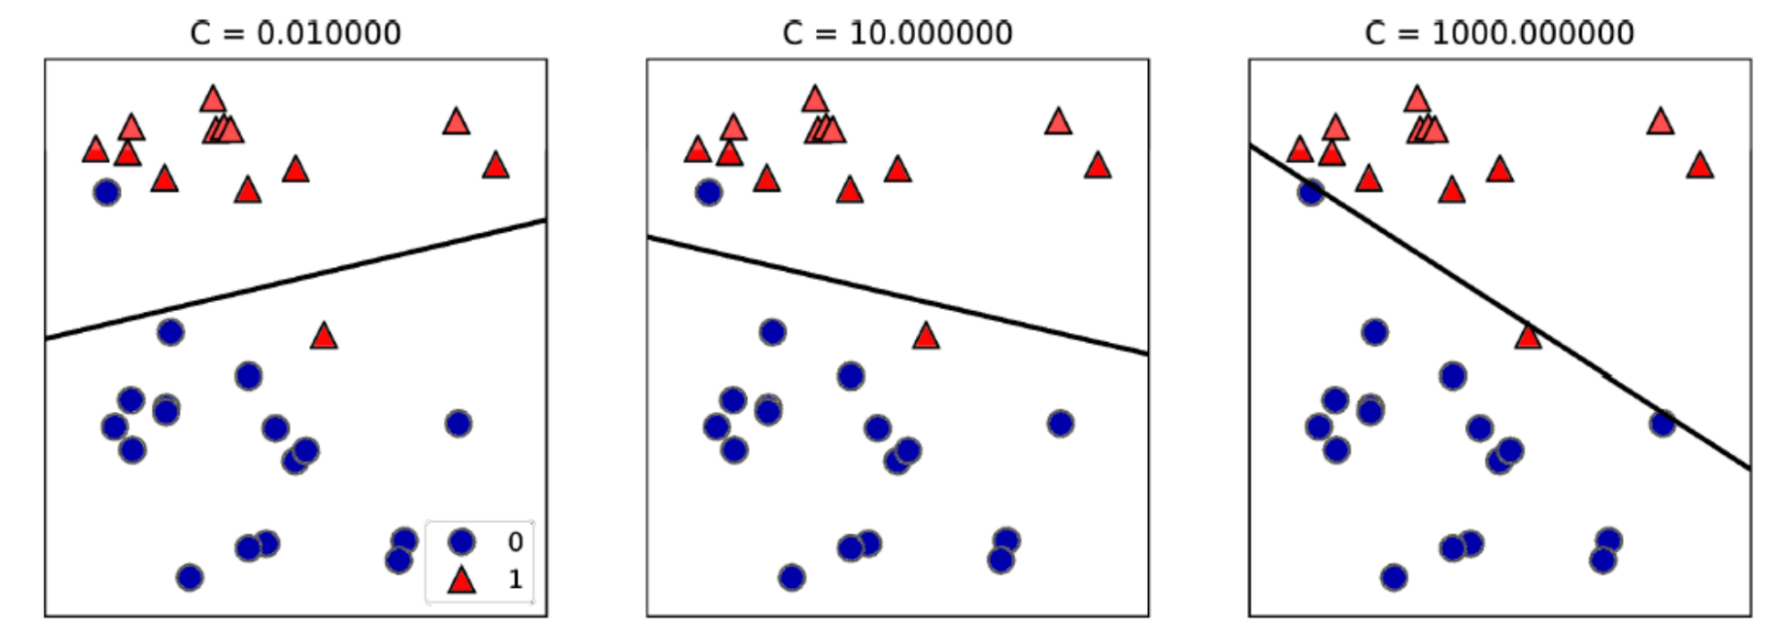 C = 0.010000
C = 10.000000
C = 1000.000000
0
1